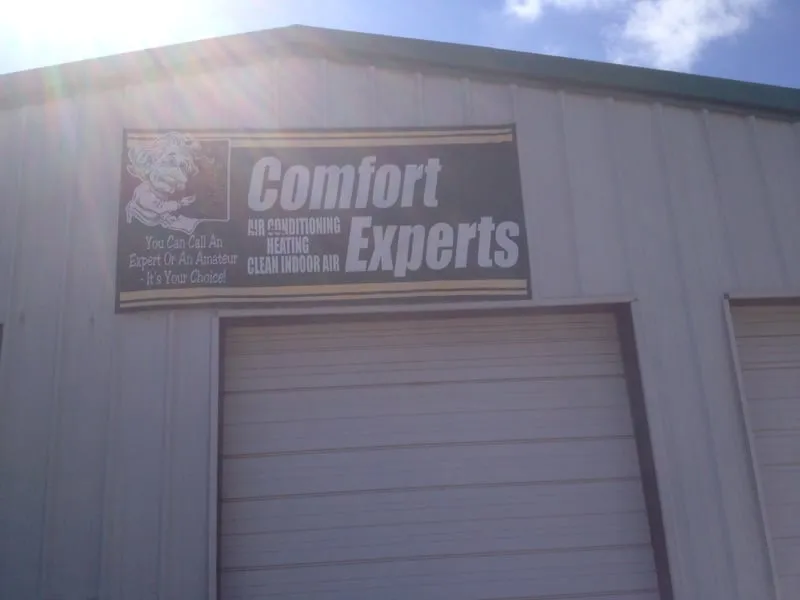 Comfort
AIR CONDITIONING
HEATING
CLEAN INDOOR AIR
Experts
You Can Call An
Expert Or An Amateur
- It's Your Choice!